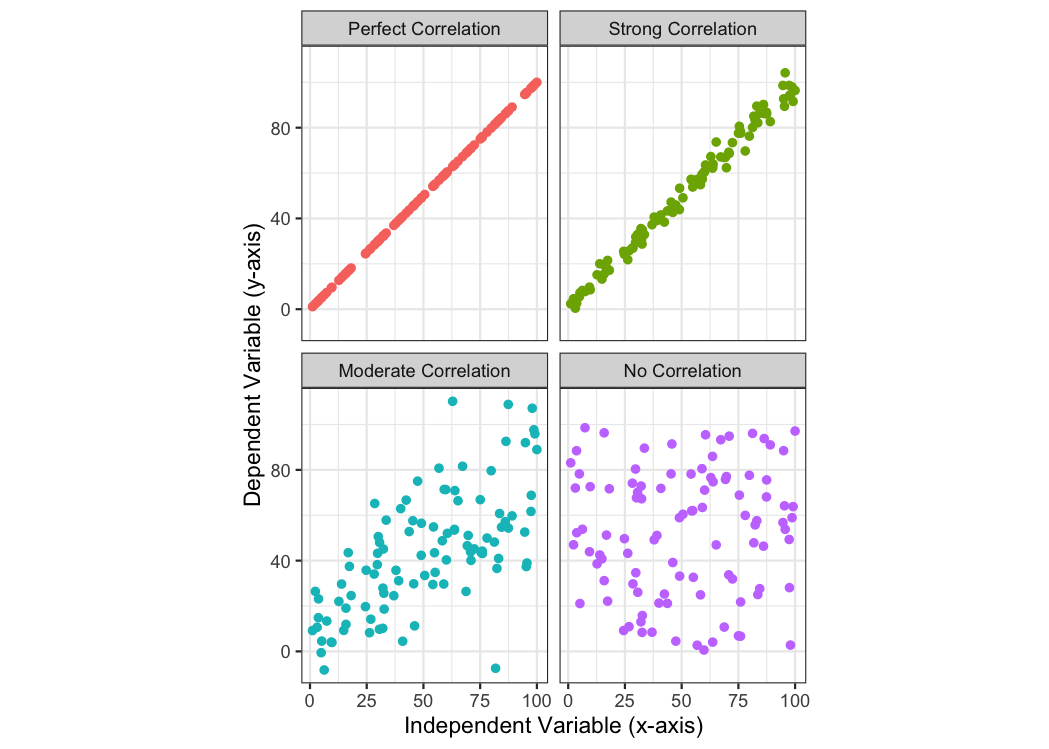 Perfect Correlation
Strong Correlation
80
40
0
Moderate Correlation
No Correlation
80
40
0
0 25 50 75 100
0 25 50 75 100
Independent Variable (x-axis)
Dependent Variable (y-axis)